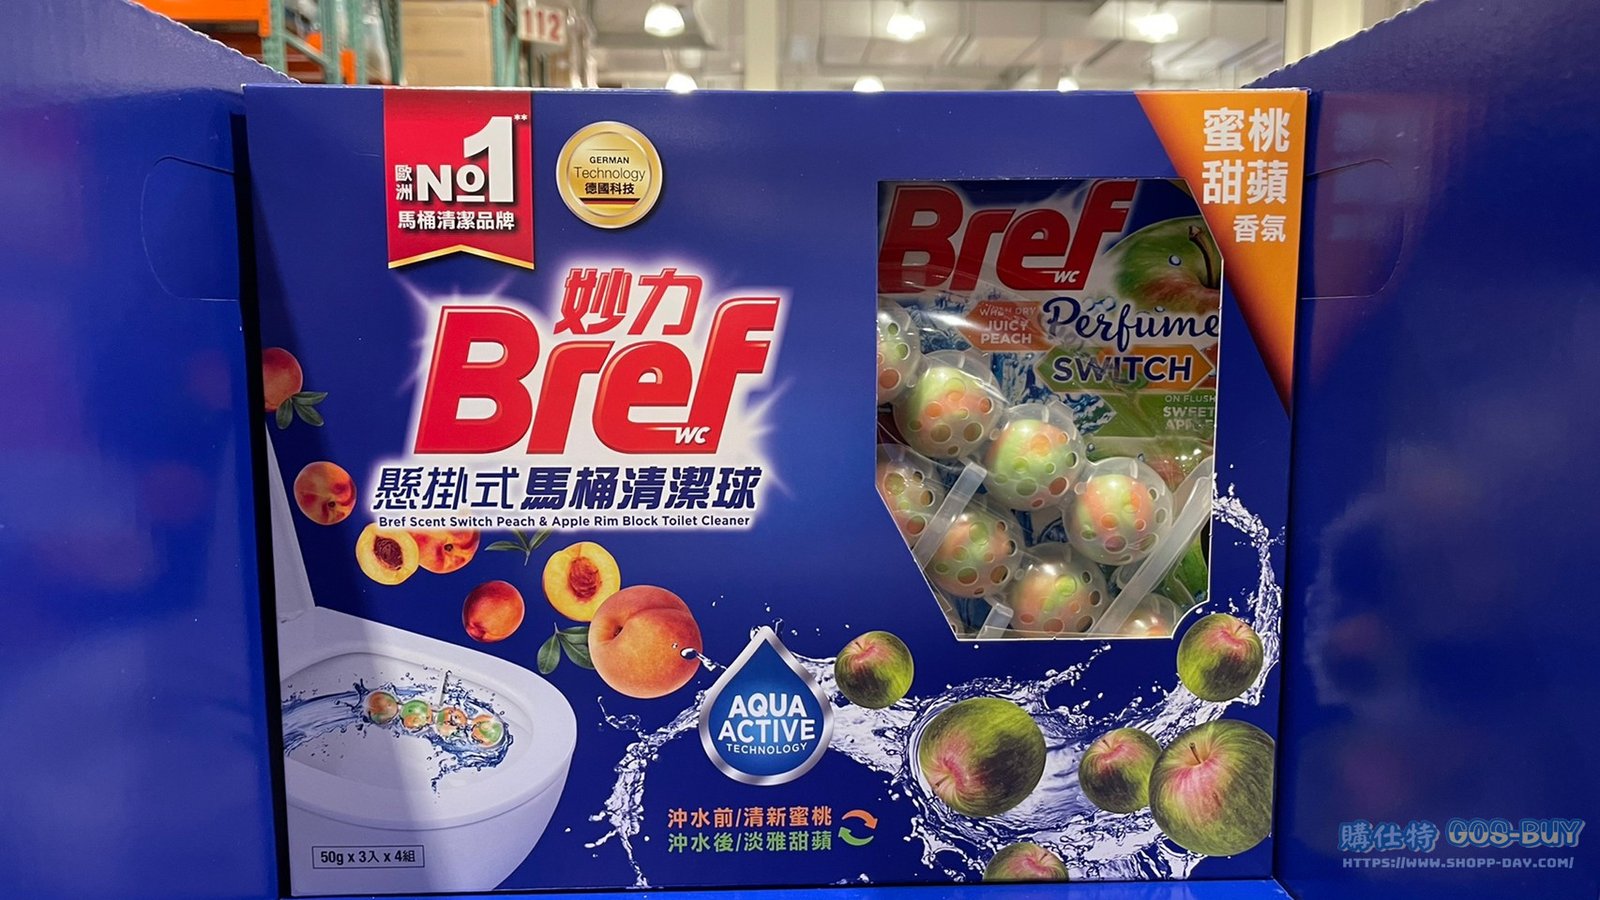 112
歐洲 No1**
馬桶清潔品牌
GERMAN
Technology
德國科技
蜜桃
甜蘋
香氛
妙力
Bref
WC
懸掛式馬桶清潔球
Bref Scent Switch Peach & Apple Rim Block Toilet Cleaner
Bref
WC
WHEN DRY
JUICY
PEACH
Perfume
SWITCH
ON FLUSH
SWEET
AQUA
ACTIVE
TECHNOLOGY
沖水前/清新蜜桃
沖水後/淡雅甜蘋
50g x 3入 x 4組
購仕特 GOS-BUY
HTTPS://WWW.SHOPP-DAY.COM/